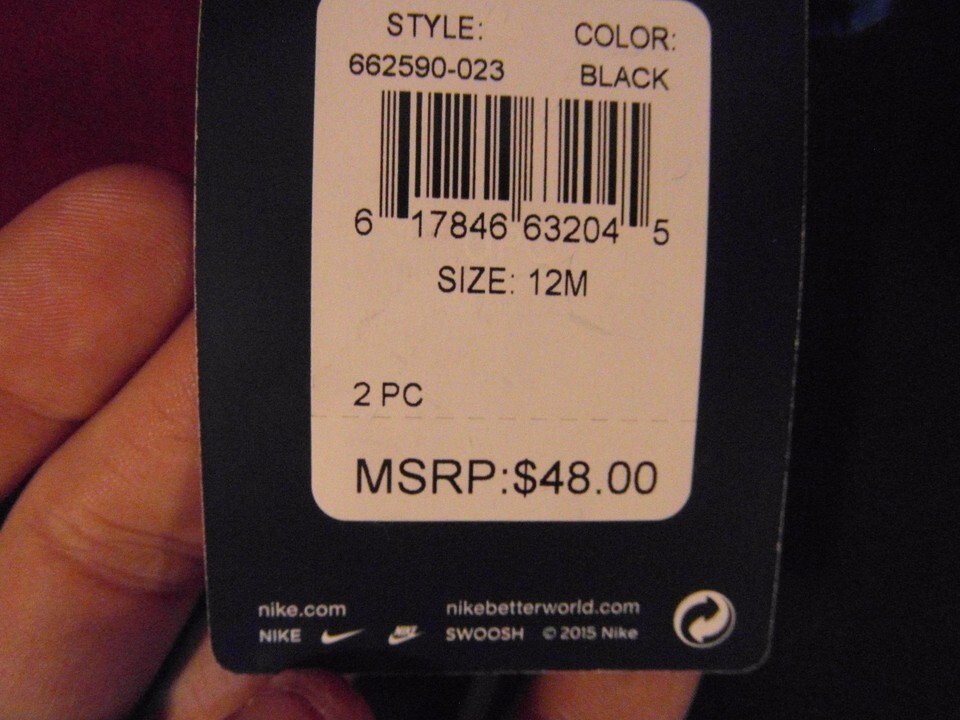 STYLE: COLOR:
662590-023 BLACK
6 17846 63204 5
SIZE: 12M
2 PC
MSRP:$48.00
nike.com nikebetterworld.com
NIKE NIKE SWOOSH © 2015 Nike